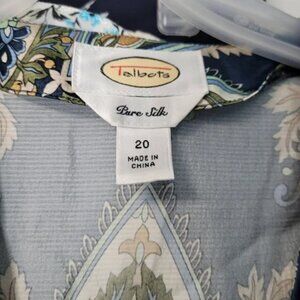 Talbots
Pure Silk
20
MADE IN
CHINA